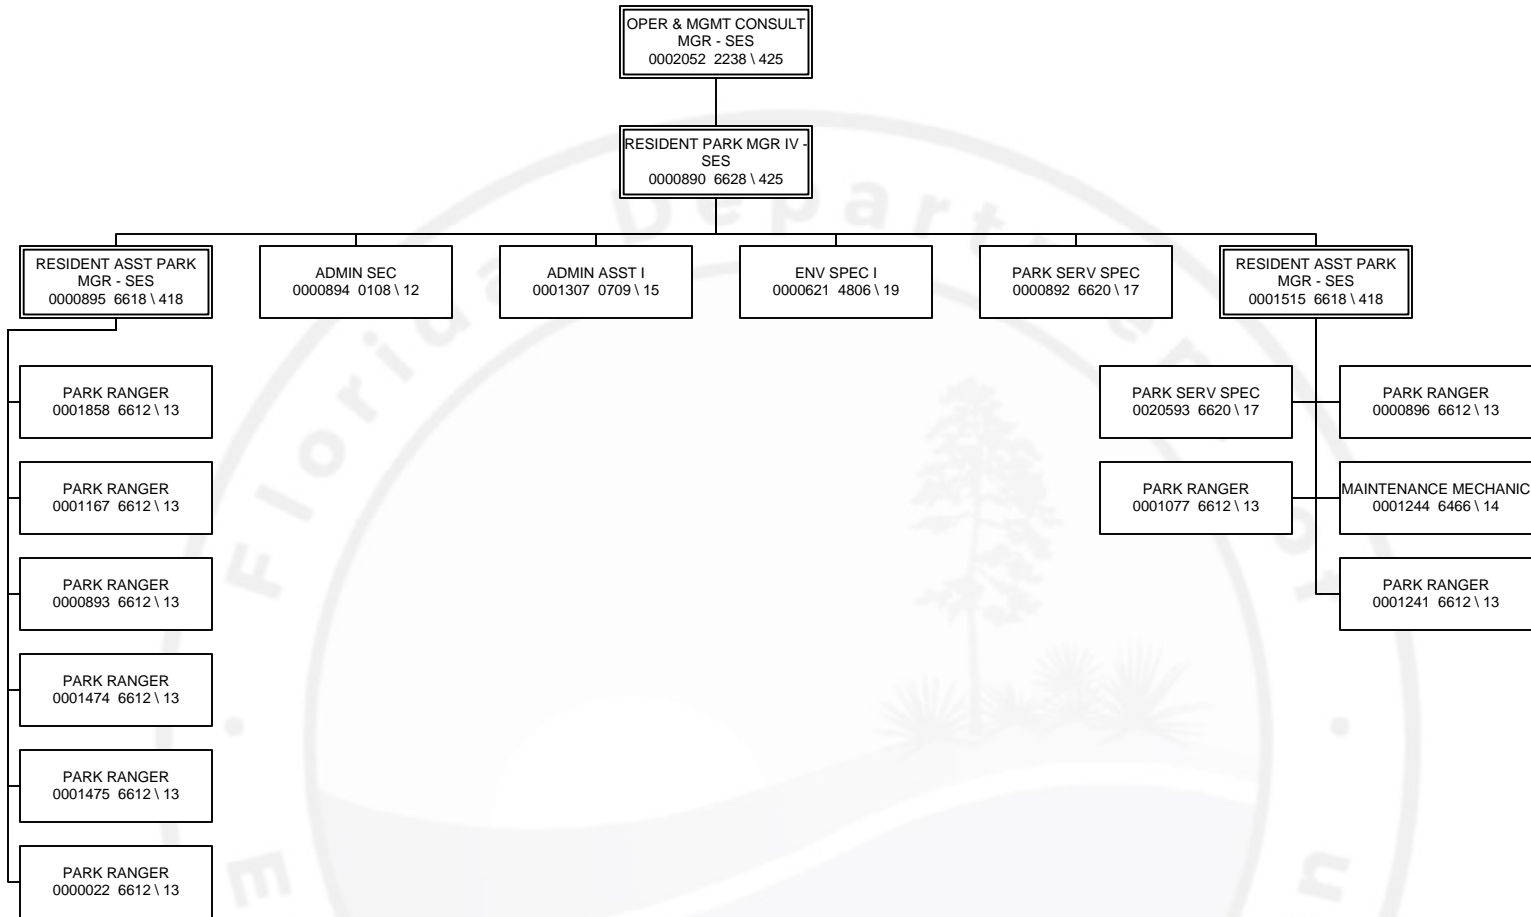 OPER & MGMT CONSULT
MGR - SES
0002052 2238 \ 425
RESIDENT PARK MGR IV -
SES
0000890 6628 \ 425
RESIDENT ASST PARK
MGR - SES
0000895 6618 \ 418
ADMIN SEC
0000894 0108 \ 12
ADMIN ASST I
0001307 0709 \ 15
ENV SPEC I
0000621 4806 \ 19
PARK SERV SPEC
0000892 6620 \ 17
RESIDENT ASST PARK
MGR - SES
0001515 6618 \ 418
PARK RANGER
0001858 6612 \ 13
PARK RANGER
0001167 6612 \ 13
PARK RANGER
0000893 6612 \ 13
PARK RANGER
0001474 6612 \ 13
PARK RANGER
0001475 6612 \ 13
PARK RANGER
0000022 6612 \ 13
PARK SERV SPEC
0020593 6620 \ 17
PARK RANGER
0000896 6612 \ 13
PARK RANGER
0001077 6612 \ 13
MAINTENANCE MECHANIC
0001244 6466 \ 14
PARK RANGER
0001241 6612 \ 13
Florida Department